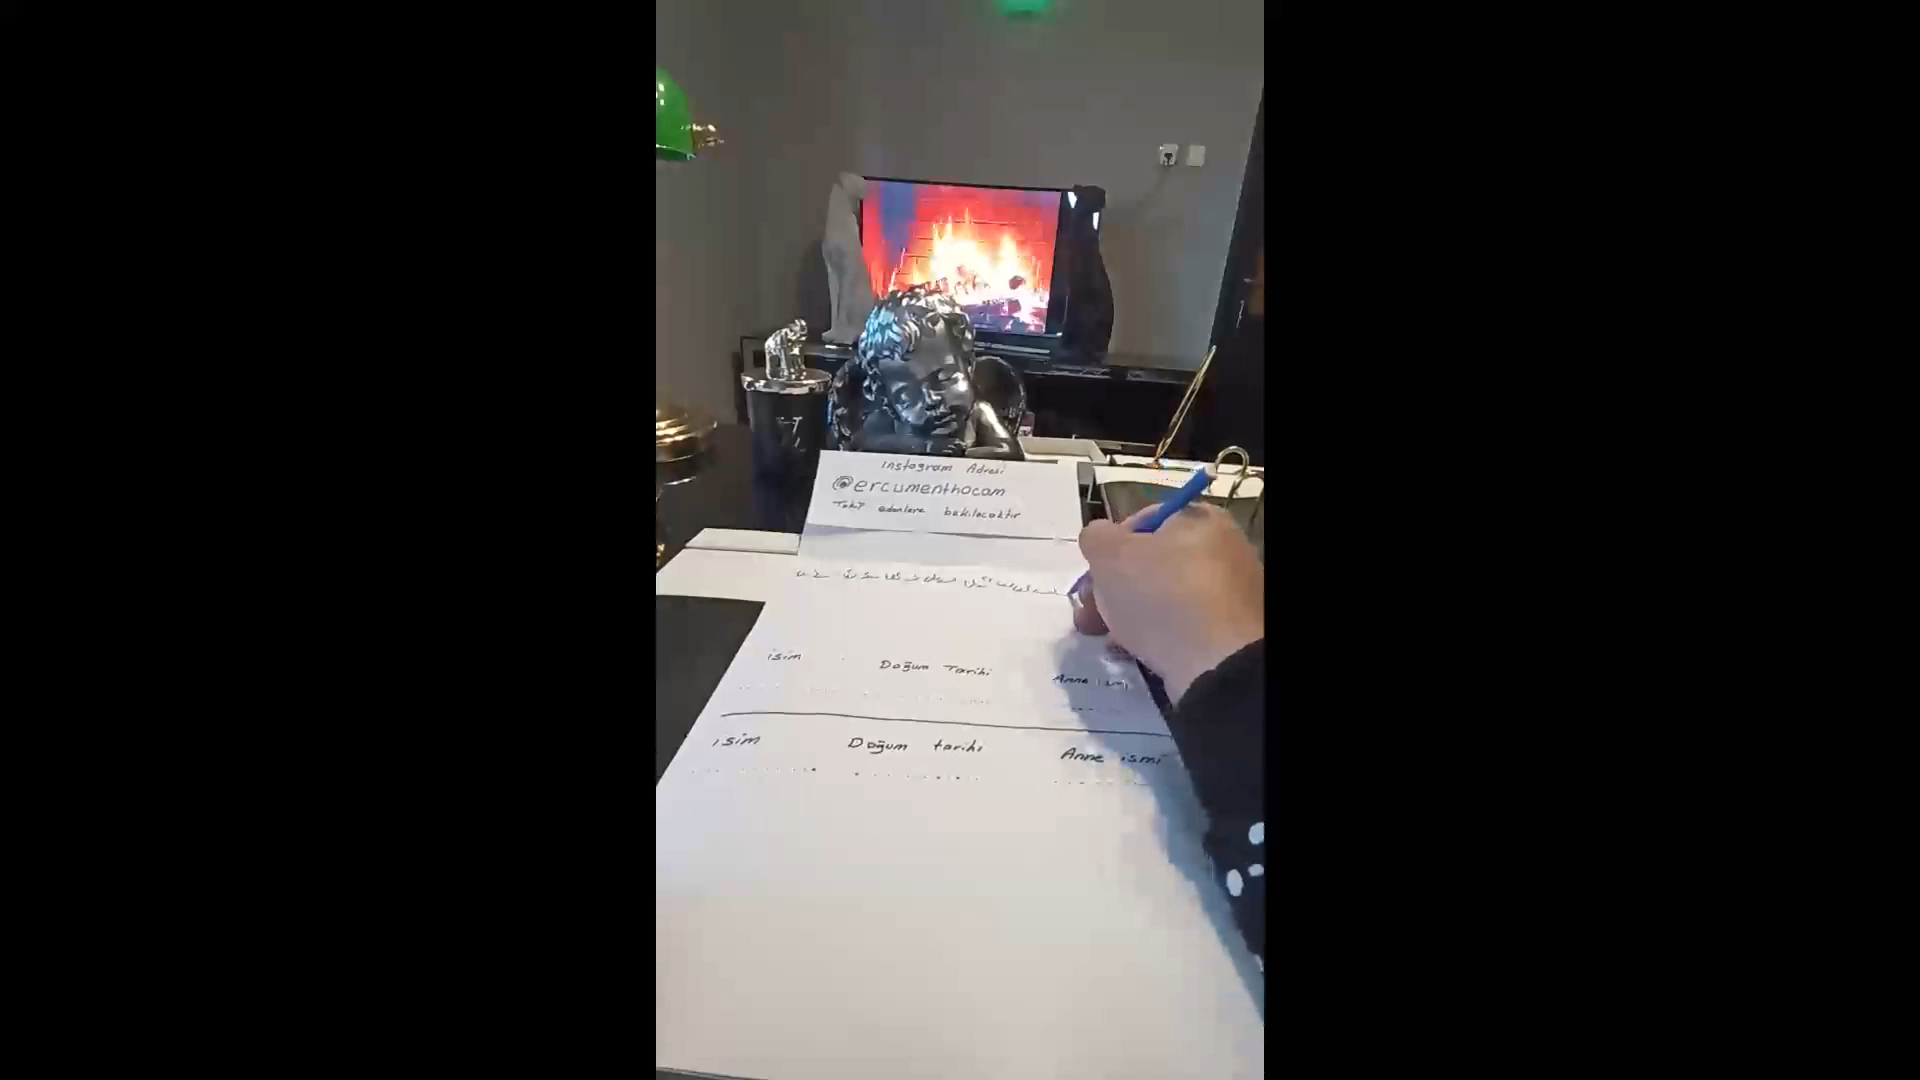 instagram Adresi
@ercumenthocam
Takip edenlere bakılacaktır
isim Doğum Tarihi Anne ismi
isim Doğum tarihi Anne ismi